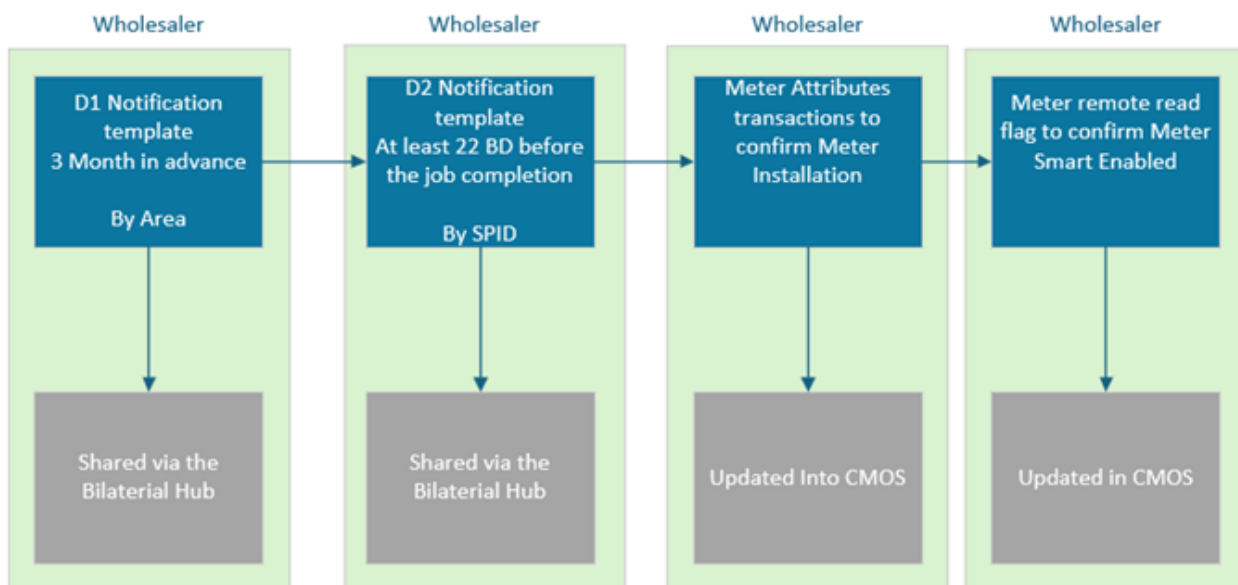 Wholesaler
Wholesaler
Wholesaler
Wholesaler
D1 Notification
template
3 Month in advance
By Area
D2 Notification
template
At least 22 BD before
the job completion
By SPID
Meter Attributes
transactions to
confirm Meter
Installation
Meter remote read
flag to confirm Meter
Smart Enabled
Shared via the
Bilaterial Hub
Shared via the
Bilaterial Hub
Updated Into CMOS
Updated in CMOS